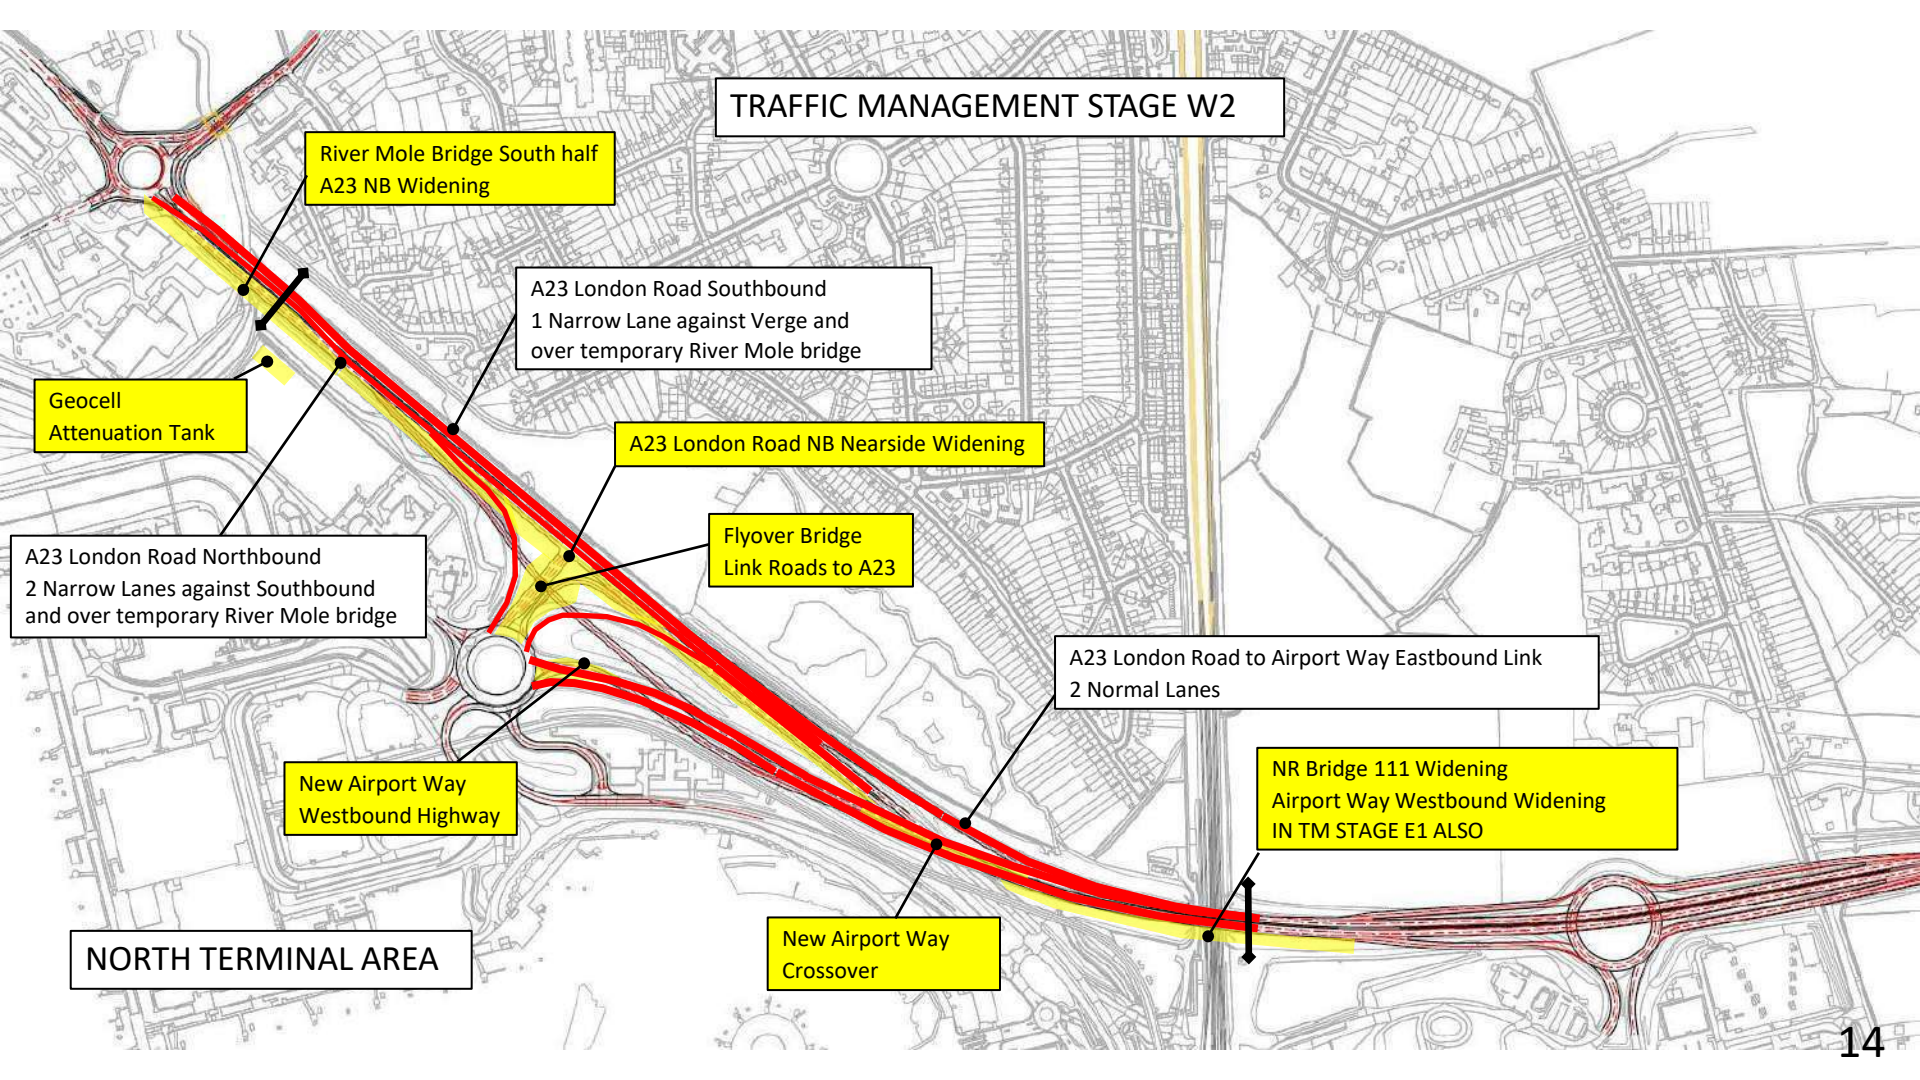 TRAFFIC MANAGEMENT STAGE W2
River Mole Bridge South half
A23 NB Widening
A23 London Road Southbound
1 Narrow Lane against Verge and
over temporary River Mole bridge
Geocell
Attenuation Tank
A23 London Road NB Nearside Widening
Flyover Bridge
Link Roads to A23
A23 London Road Northbound
2 Narrow Lanes against Southbound
and over temporary River Mole bridge
A23 London Road to Airport Way Eastbound Link
2 Normal Lanes
New Airport Way
Westbound Highway
NR Bridge 111 Widening
Airport Way Westbound Widening
IN TM STAGE E1 ALSO
New Airport Way
Crossover
NORTH TERMINAL AREA
14